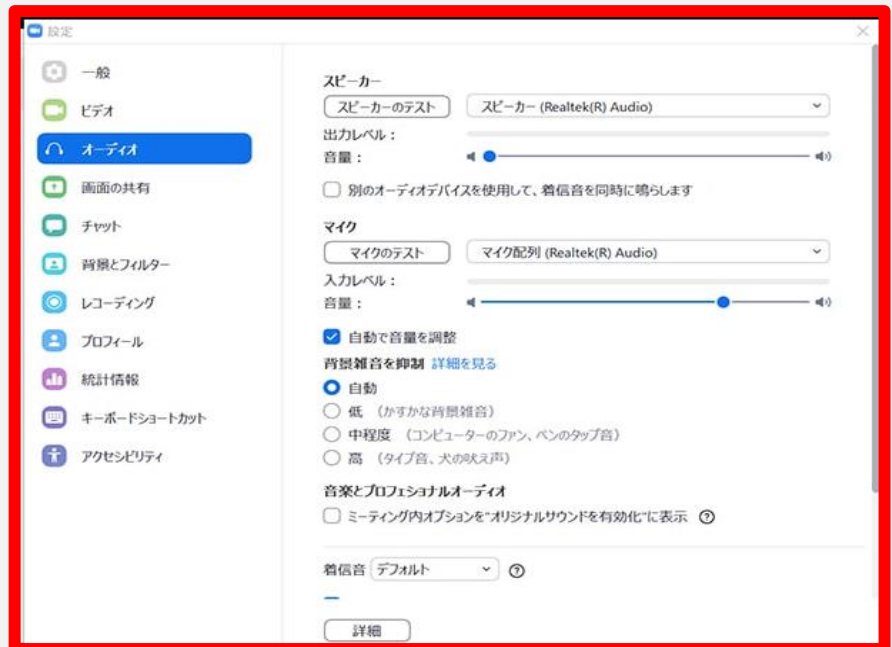 設定
一般
ビデオ
オーディオ
画面の共有
チャット
背景とフィルター
レコーディング
プロフィール
統計情報
キーボードショートカット
アクセシビリティ
スピーカー
スピーカーのテスト スピーカー (Realtek(R) Audio)
出力レベル：
音量：
別のオーディオデバイスを使用して、着信音を同時に鳴らします
マイク
マイクのテスト マイク配列 (Realtek(R) Audio)
入力レベル：
音量：
自動で音量を調整
背景雑音を抑制 詳細を見る
自動
低 （かすかな背景雑音）
中程度 （コンピューターのファン、ペンのタップ音）
高 （タイプ音、犬の吠え声）
音楽とプロフェショナルオーディオ
ミーティング内オプションを"オリジナルサウンドを有効化"に表示
着信音 デフォルト
詳細